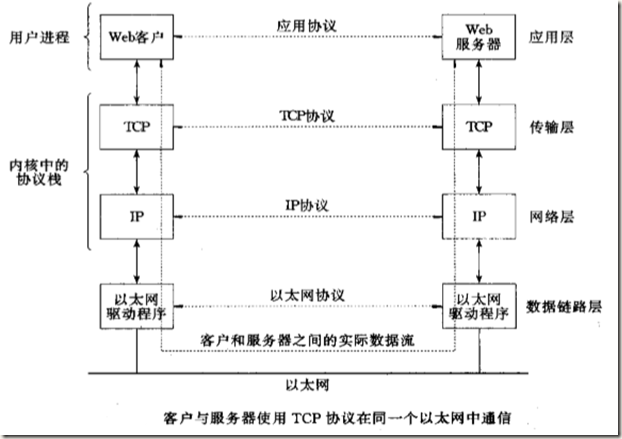 用户进程
Web客户
应用协议
Web
服务器
应用层
TCP
TCP协议
TCP
传输层
内核中的
协议栈
IP
IP协议
IP
网络层
以太网
驱动程序
以太网协议
以太网
驱动程序
数据链路层
客户和服务器之间的实际数据流
以太网
客户与服务器使用 TCP 协议在同一个以太网中通信